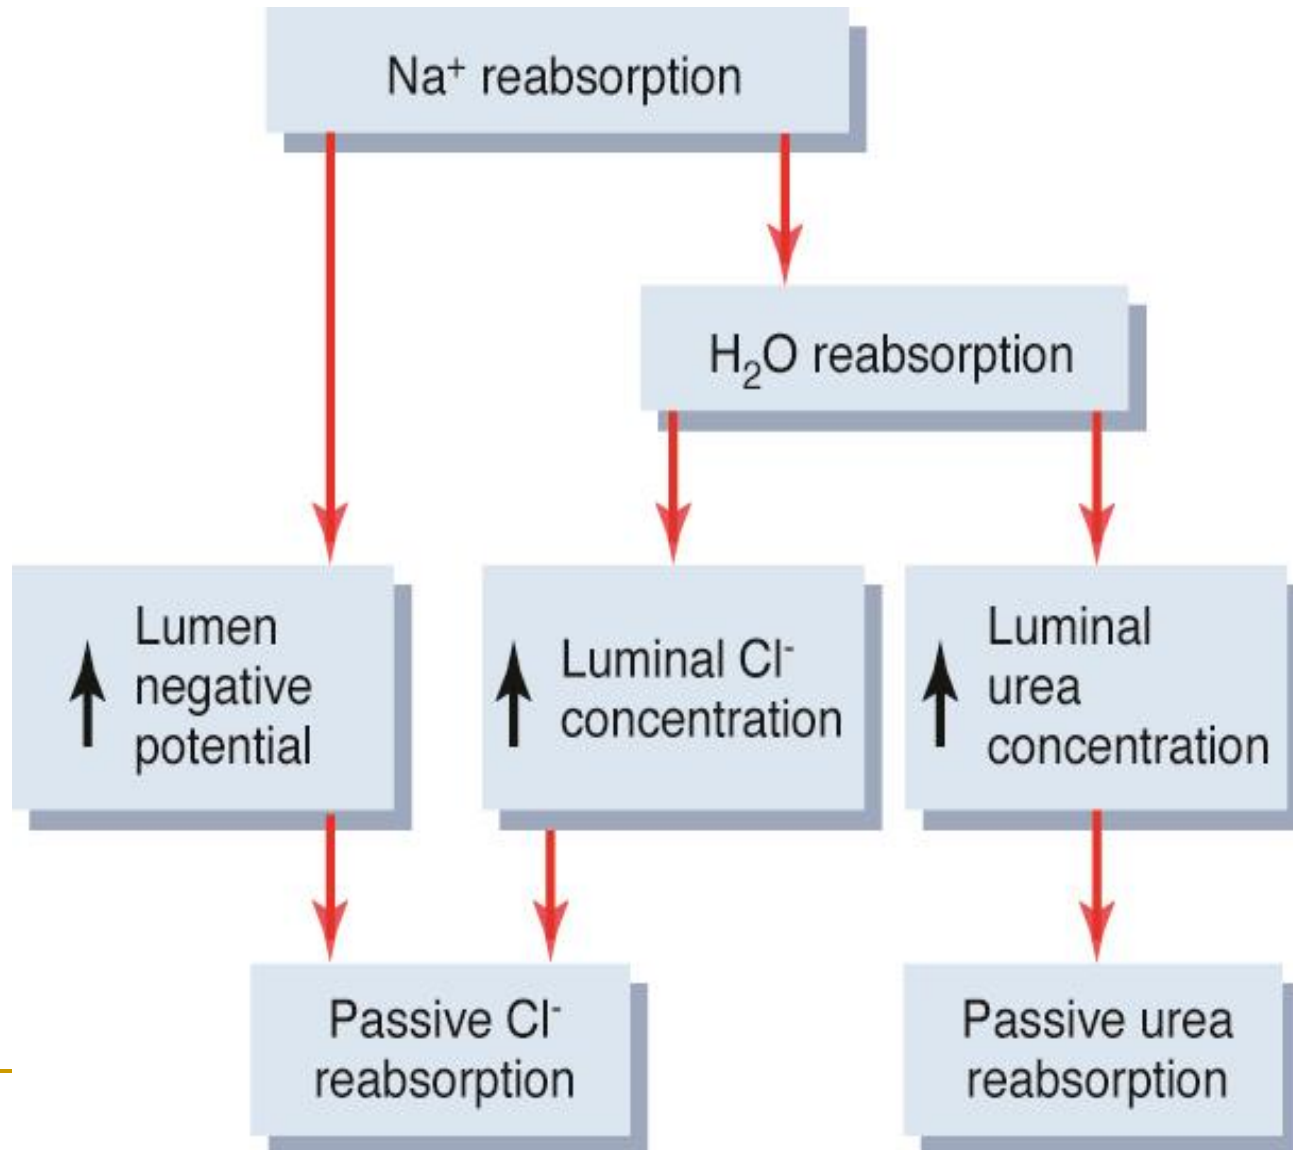 Na⁺ reabsorption
H₂O reabsorption
Lumen
negative
potential
Luminal Cl⁻
concentration
Luminal
urea
concentration
Passive Cl⁻
reabsorption
Passive urea
reabsorption